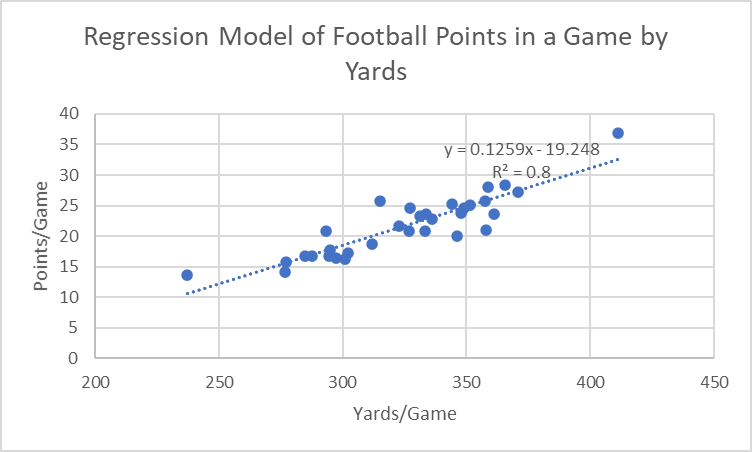 Regression Model of Football Points in a Game by
Yards
40
35
30
25
20
15
10
5
0
Points/Game
y = 0.1259x - 19.248
R² = 0.8
200 250 300 350 400 450
Yards/Game